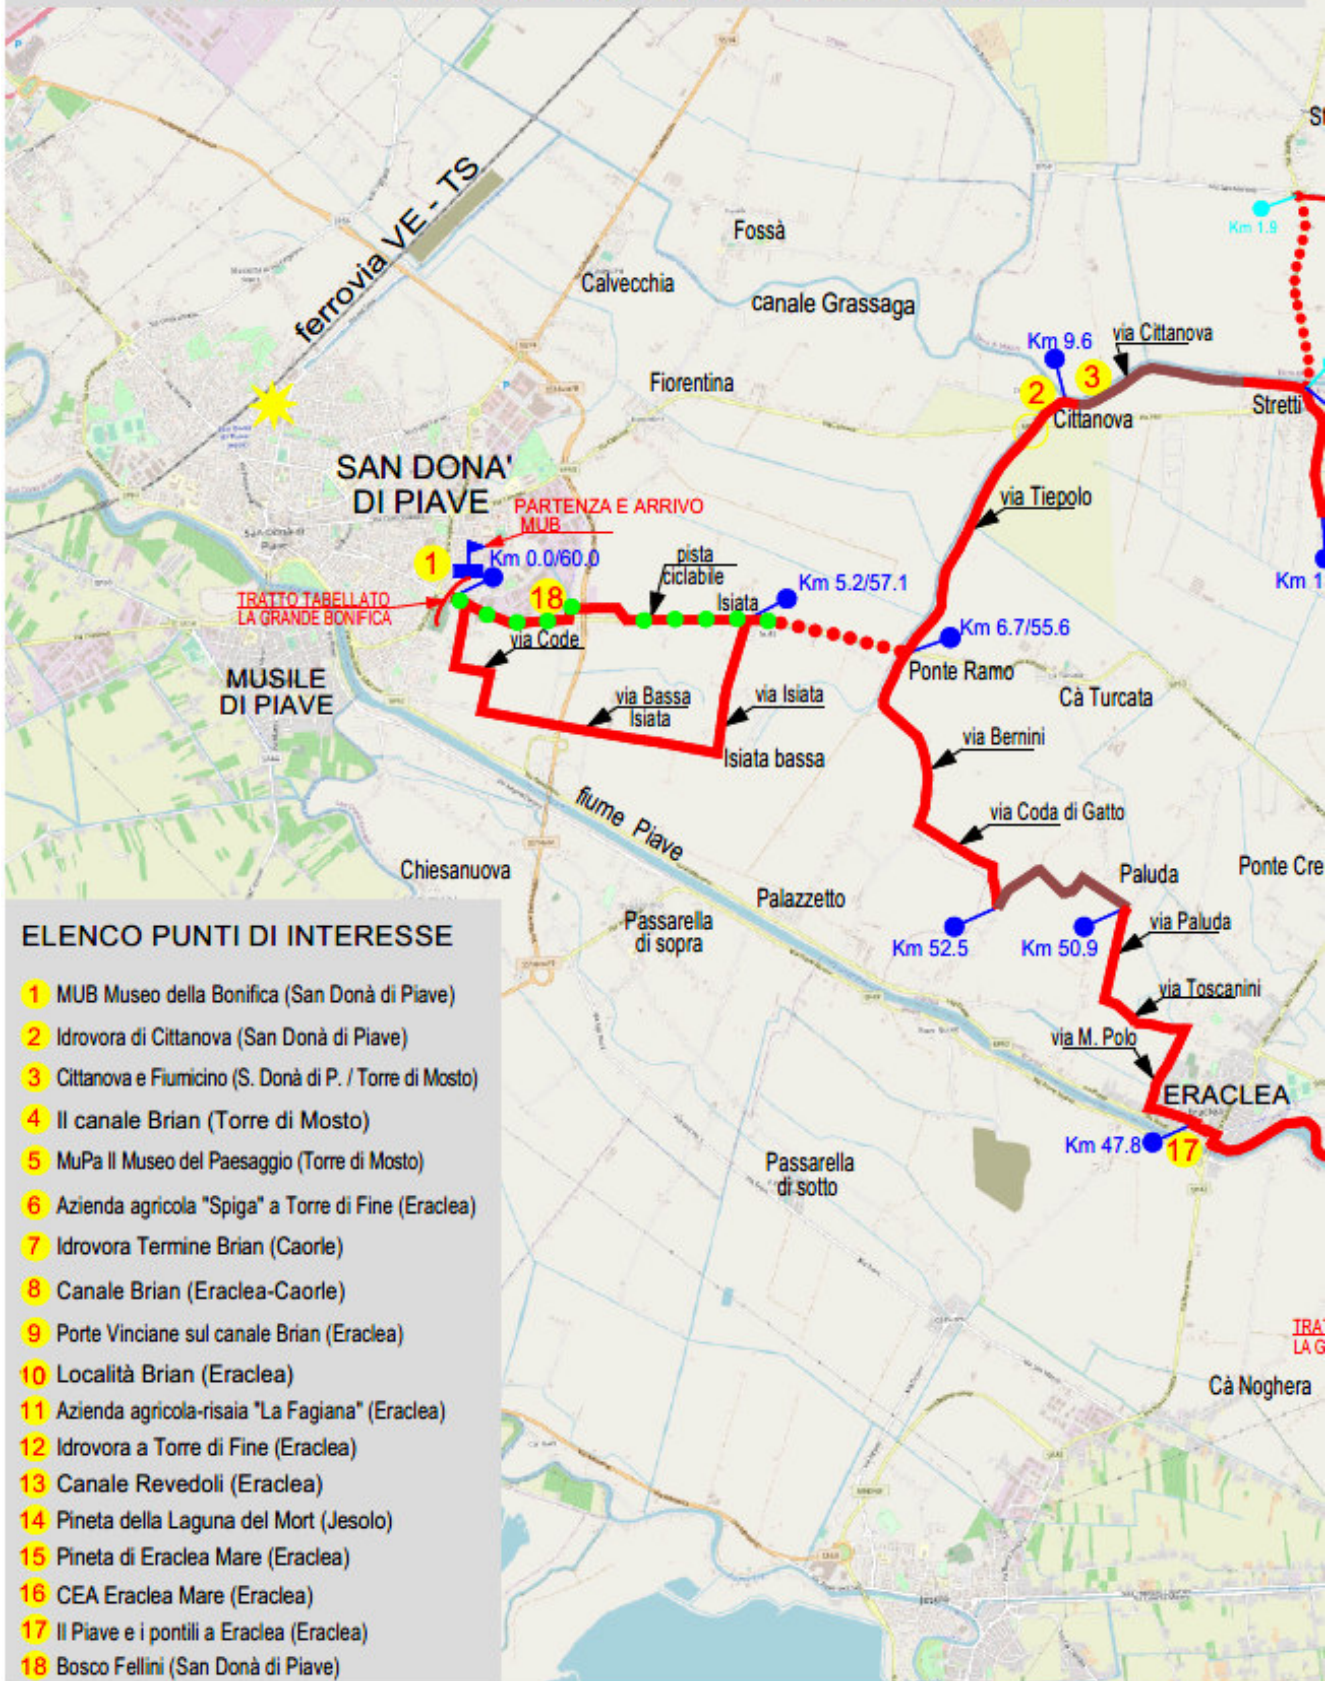 St
Km 1.9
ferrovia VE - TS
Fossà
Calvecchia
canale Grassaga
Km 9.6
via Cittanova
3
2
Fiorentina
Cittanova
Stretti
SAN DONA'
DI PIAVE
via Tiepolo
PARTENZA E ARRIVO
MUB
1
Km 0.0/60.0
pista
ciclabile
Km 5.2/57.1
Km 1
TRATTO TABELLATO
LA GRANDE BONIFICA
18
Isiata
via Code
Km 6.7/55.6
Ponte Ramo
MUSILE
DI PIAVE
Cà Turcata
via Bassa
Isiata
via Isiata
via Bernini
Isiata bassa
fiume Piave
via Coda di Gatto
Chiesanuova
Paluda
Ponte Cre
Palazzetto
Passarella
di sopra
via Paluda
Km 52.5
Km 50.9
via Toscanini
via M. Polo
ERACLEA
Eraclea
Km 47.8
17
Passarella
di sotto
TRAT
LA G
Cà Noghera
Jesolo
ELENCO PUNTI DI INTERESSE
1 MUB Museo della Bonifica (San Donà di Piave)
2 Idrovora di Cittanova (San Donà di Piave)
3 Cittanova e Fiumicino (S. Donà di P. / Torre di Mosto)
4 Il canale Brian (Torre di Mosto)
5 MuPa Il Museo del Paesaggio (Torre di Mosto)
6 Azienda agricola "Spiga" a Torre di Fine (Eraclea)
7 Idrovora Termine Brian (Caorle)
8 Canale Brian (Eraclea-Caorle)
9 Porte Vinciane sul canale Brian (Eraclea)
10 Località Brian (Eraclea)
11 Azienda agricola-risaia "La Fagiana" (Eraclea)
12 Idrovora a Torre di Fine (Eraclea)
13 Canale Revedoli (Eraclea)
14 Pineta della Laguna del Mort (Jesolo)
15 Pineta di Eraclea Mare (Eraclea)
16 CEA Eraclea Mare (Eraclea)
17 Il Piave e i pontili a Eraclea (Eraclea)
18 Bosco Fellini (San Donà di Piave)